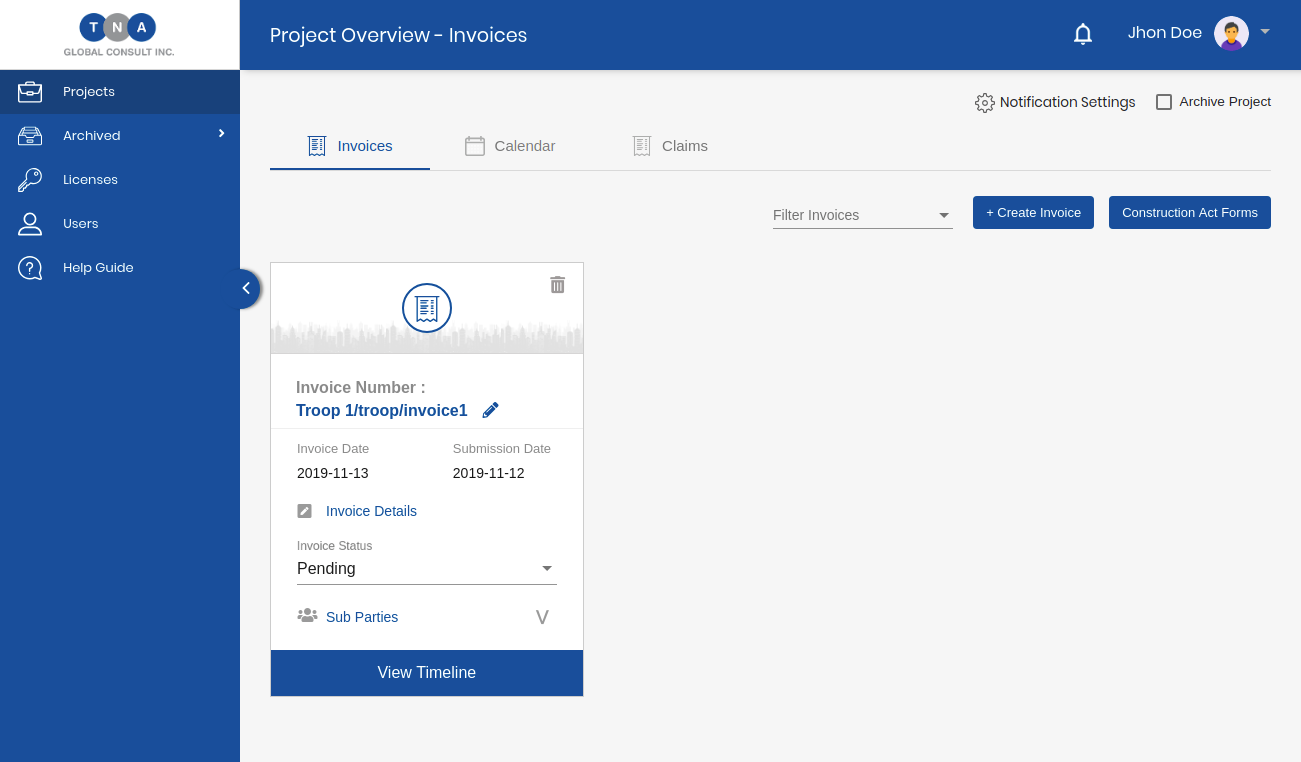 TNA
GLOBAL CONSULT INC.
Project Overview - Invoices
Jhon Doe
Projects
Archived
Licenses
Users
Help Guide
Notification Settings
Archive Project
Invoices
Calendar
Claims
Filter Invoices
+ Create Invoice
Construction Act Forms
Invoice Number :
Troop 1/troop/invoice1
Invoice Date
Submission Date
2019-11-13
2019-11-12
Invoice Details
Invoice Status
Pending
Sub Parties
V
View Timeline